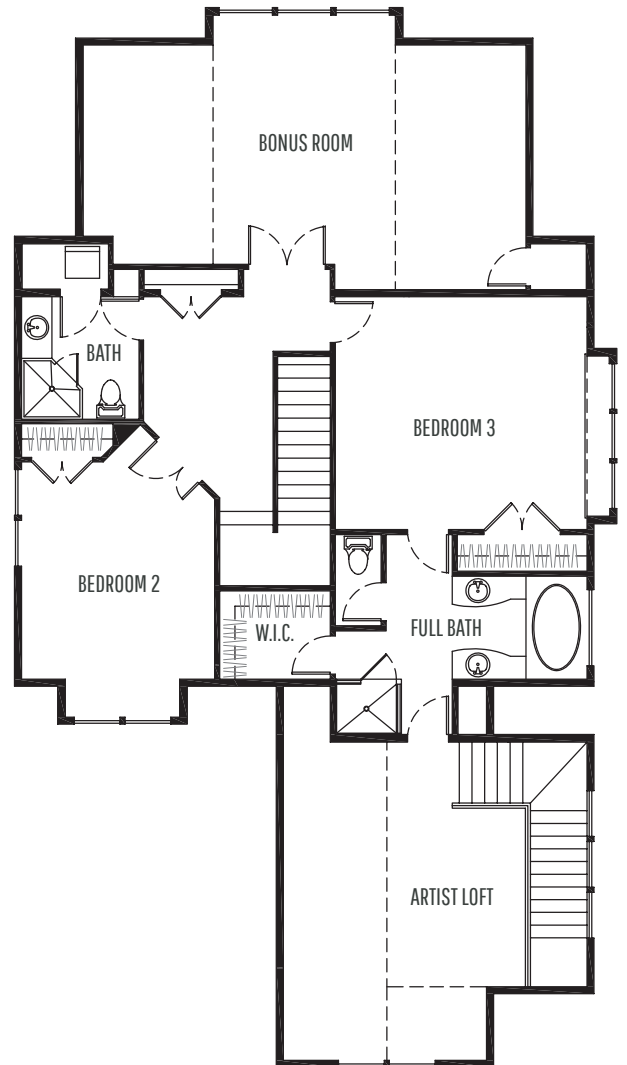 BONUS ROOM
BATH
BEDROOM 3
BEDROOM 2
W.I.C.
FULL BATH
ARTIST LOFT